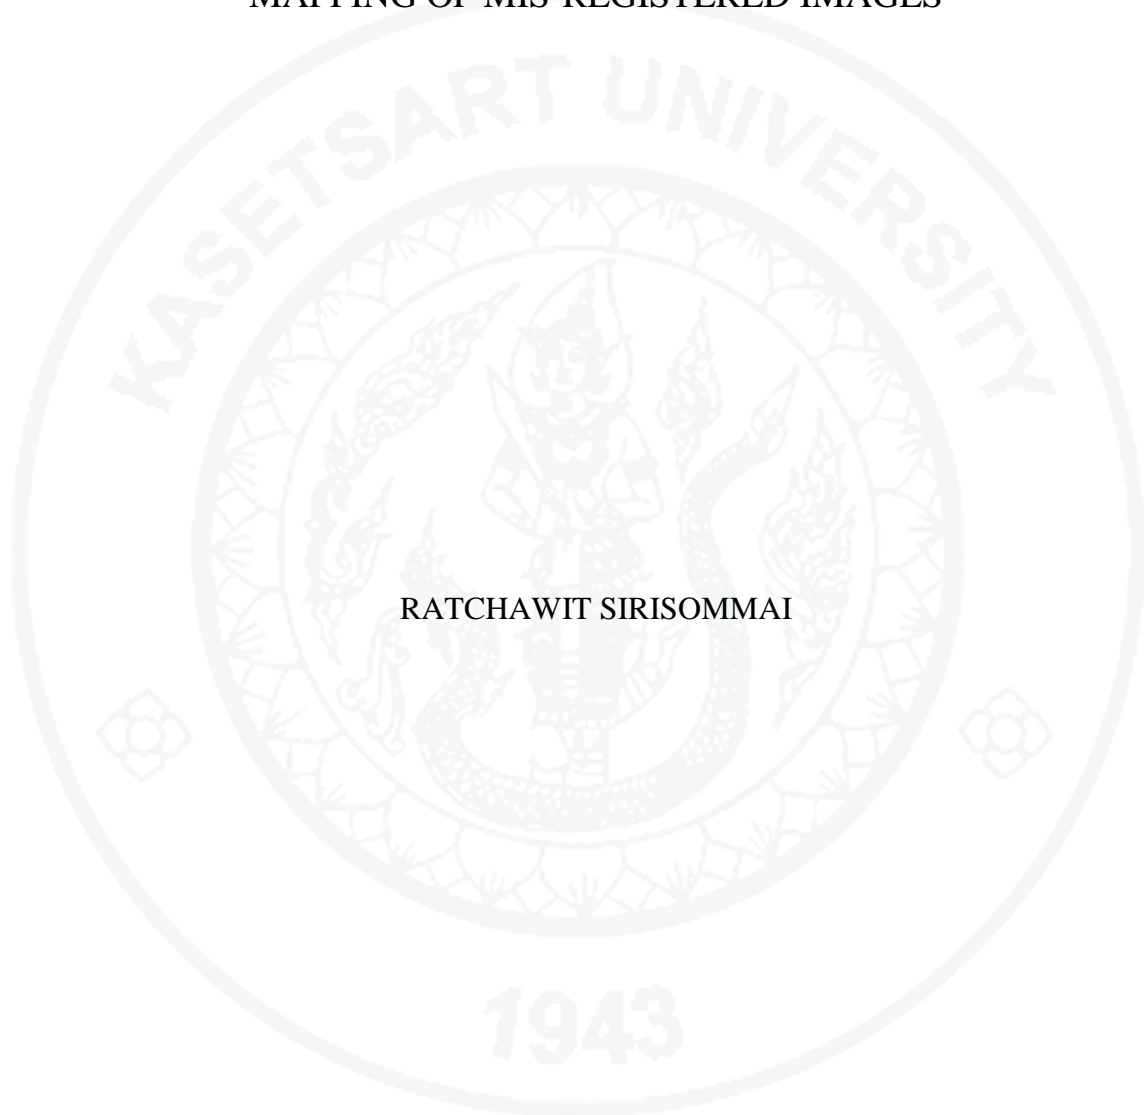 MAPPING OF MIS-REGISTERED IMAGES
KASETSART UNIVERSITY
RATCHAWIT SIRISOMMAI
1943